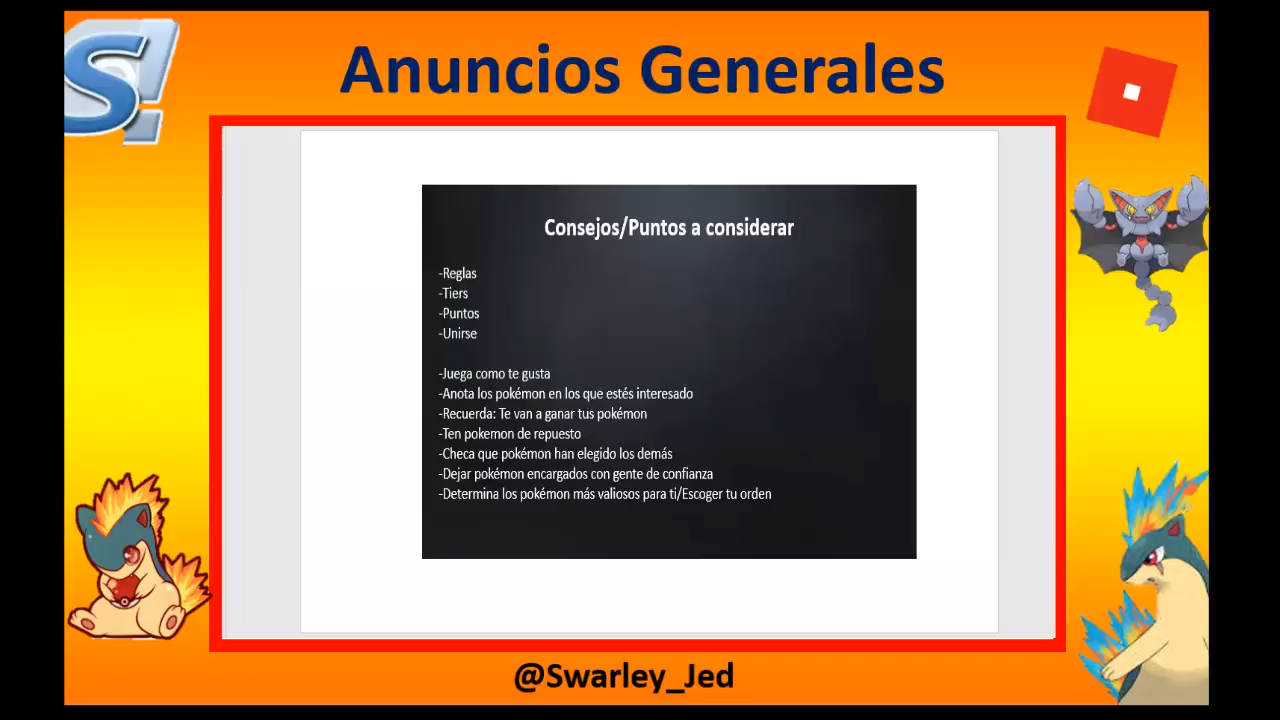 Anuncios Generales
S!
Consejos/Puntos a considerar
-Reglas
-Tiers
-Puntos
-Unirse
-Juega como te gusta
-Anota los pokémon en los que estés interesado
-Recuerda: Te van a ganar tus pokémon
-Ten pokemon de repuesto
-Checa que pokémon han elegido los demás
-Dejar pokémon encargados con gente de confianza
-Determina los pokémon más valiosos para ti/Escoger tu orden
@Swarley_Jed